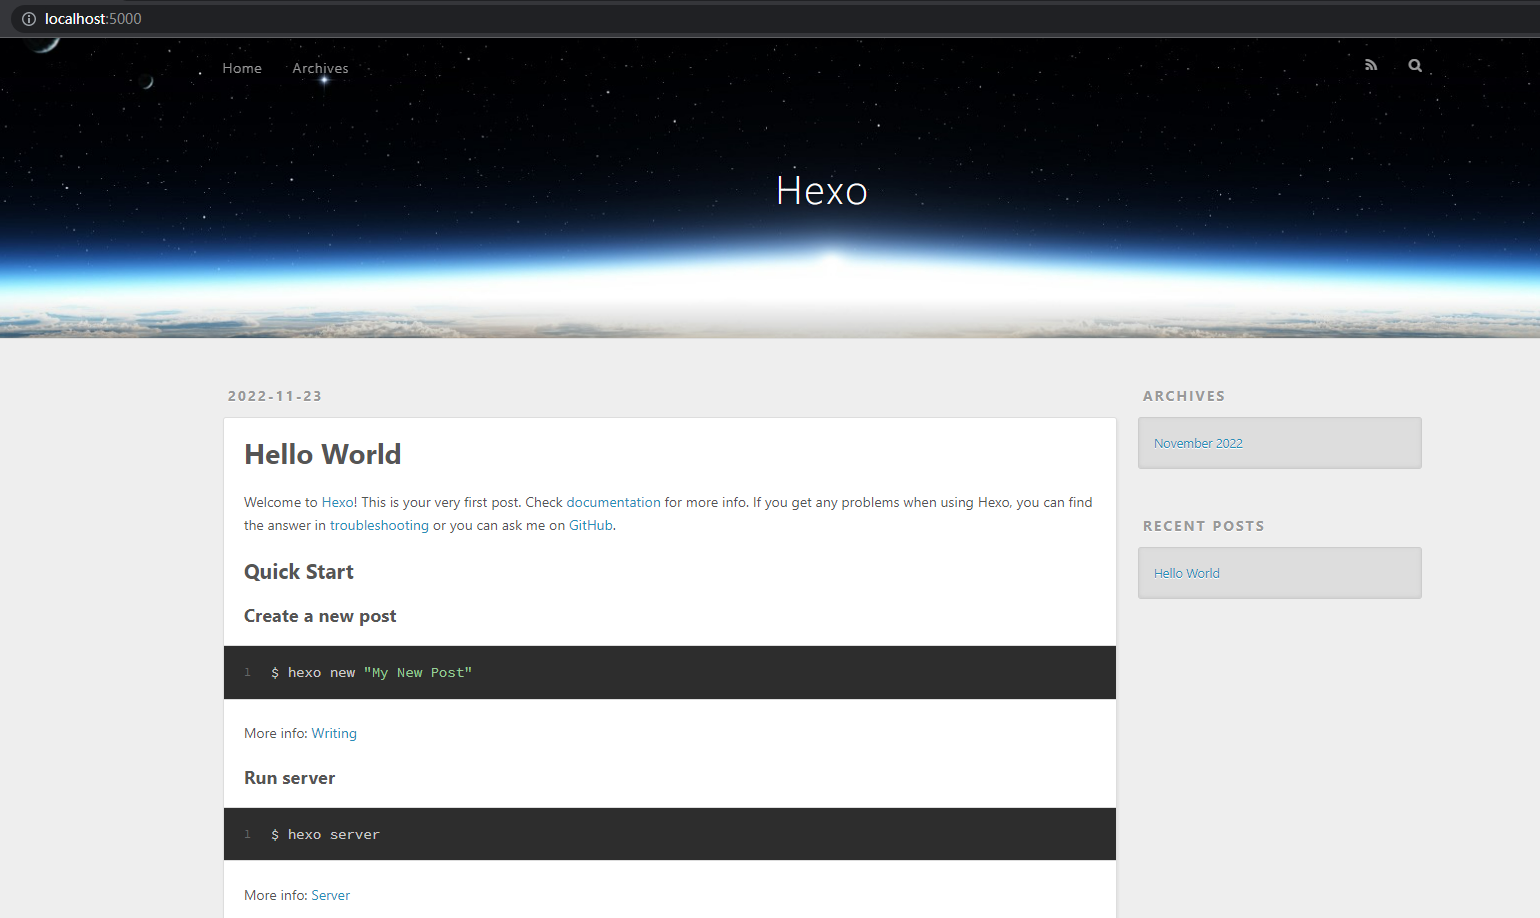 localhost:5000
Home Archives
Hexo
2022-11-23
Hello World
Welcome to Hexo! This is your very first post. Check documentation for more info. If you get any problems when using Hexo, you can find
the answer in troubleshooting or you can ask me on GitHub.
Quick Start
Create a new post
1 $ hexo new "My New Post"
More info: Writing
Run server
1 $ hexo server
More info: Server
ARCHIVES
November 2022
RECENT POSTS
Hello World